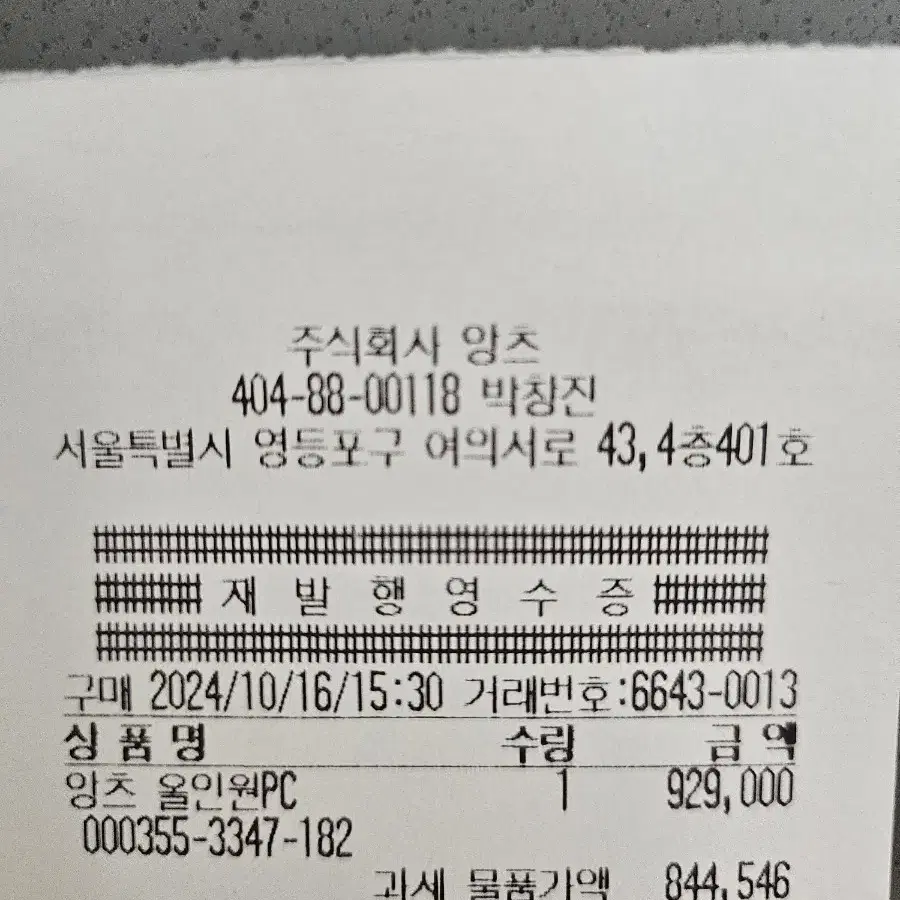 주식회사 앙츠
404-88-00118 박창진
서울특별시 영등포구 여의서로 43,4층401호
################################
##### 재 발 행 영 수 증 #####
################################
구매 2024/10/16/15:30 거래번호:6643-0013
상 품 명 수량 금 액
앙츠 올인원PC 1 929,000
000355-3347-182
과세 물품가액 844,546